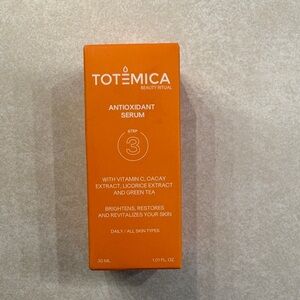 TOTÉMICA
BEAUTY RITUAL
ANTIOXIDANT
SERUM
STEP
3
WITH VITAMIN C, CACAY
EXTRACT, LICORICE EXTRACT
AND GREEN TEA
BRIGHTENS, RESTORES
AND REVITALIZES YOUR SKIN
DAILY / ALL SKIN TYPES
30 ML
1.01 FL. OZ